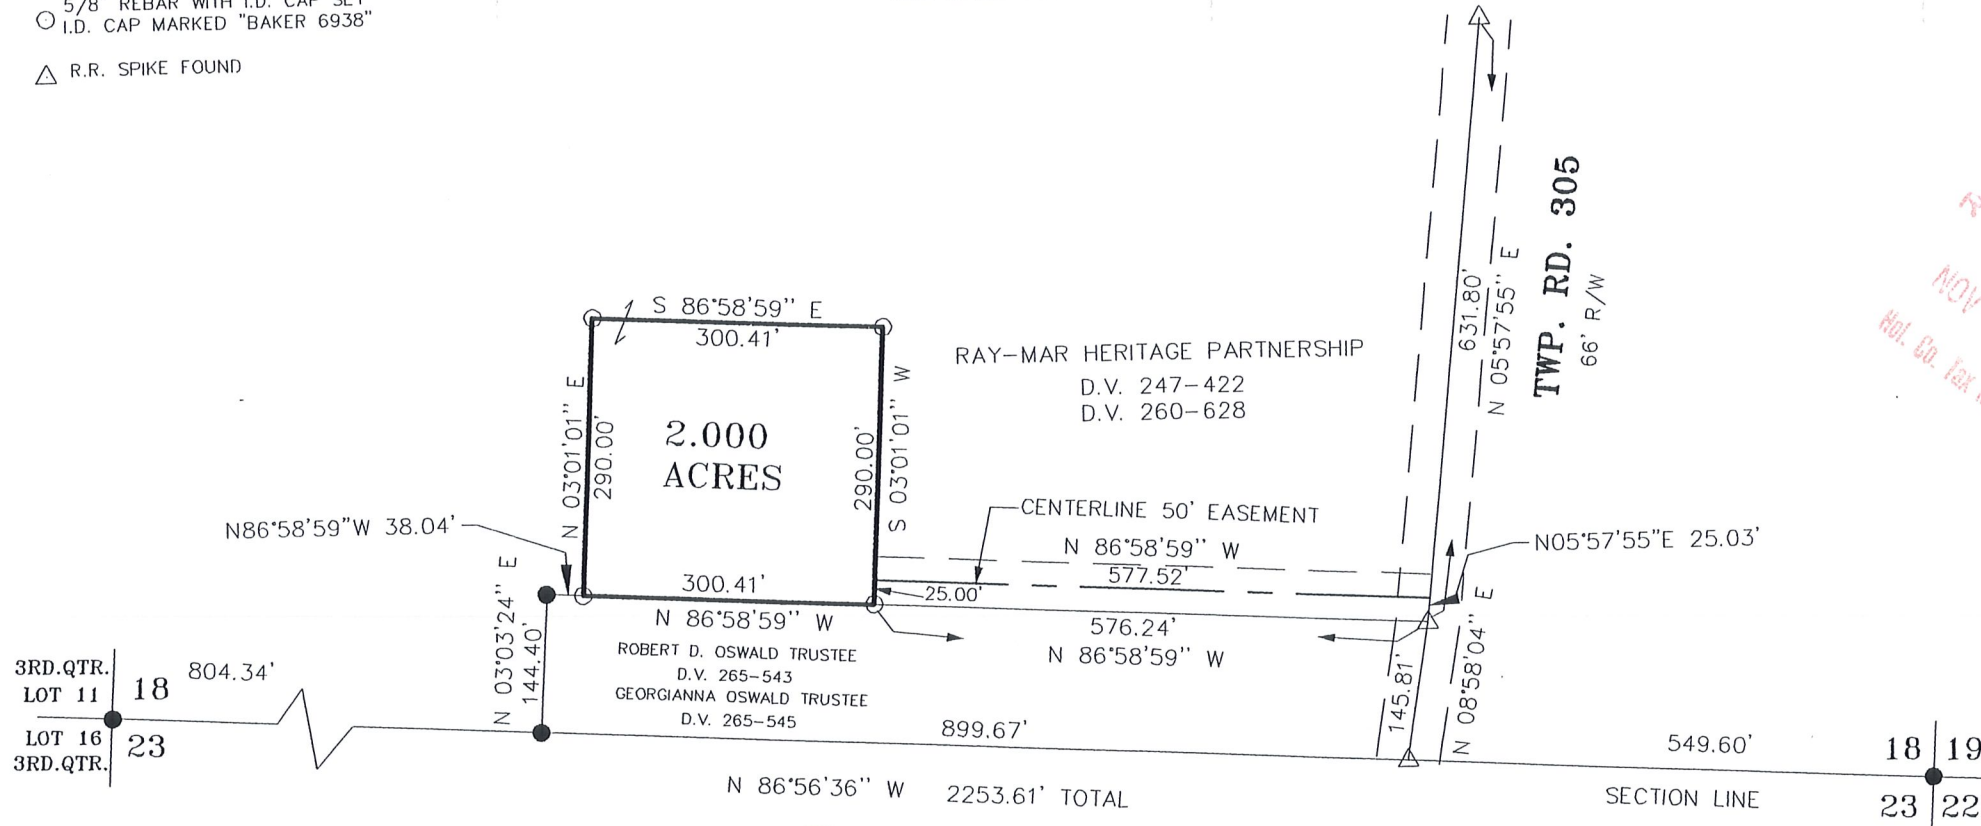 5/8" REBAR WITH I.D. CAP SET
I.D. CAP MARKED "BAKER 6938"
R.R. SPIKE FOUND
S 86°58'59" E
300.41'
N 03°01'01" E
290.00'
2.000
ACRES
290.00'
S 03°01'01" W
RAY-MAR HERITAGE PARTNERSHIP
D.V. 247-422
D.V. 260-628
631.80'
N 05°57'55" E
TWP. RD. 305
66' R/W
NOV
Hol. Co. Tax
N86°58'59"W 38.04'
CENTERLINE 50' EASEMENT
N 86°58'59" W
577.52'
N05°57'55"E 25.03'
300.41'
25.00'
N 86°58'59" W
576.24'
N 86°58'59" W
N 03°03'24" E
144.40'
ROBERT D. OSWALD TRUSTEE
D.V. 265-543
GEORGIANNA OSWALD TRUSTEE
D.V. 265-545
145.81'
N 08°58'04" E
3RD.QTR.
LOT 11
18
804.34'
LOT 16
3RD.QTR.
23
899.67'
549.60'
18 19
N 86°56'36" W 2253.61' TOTAL
SECTION LINE
23 22